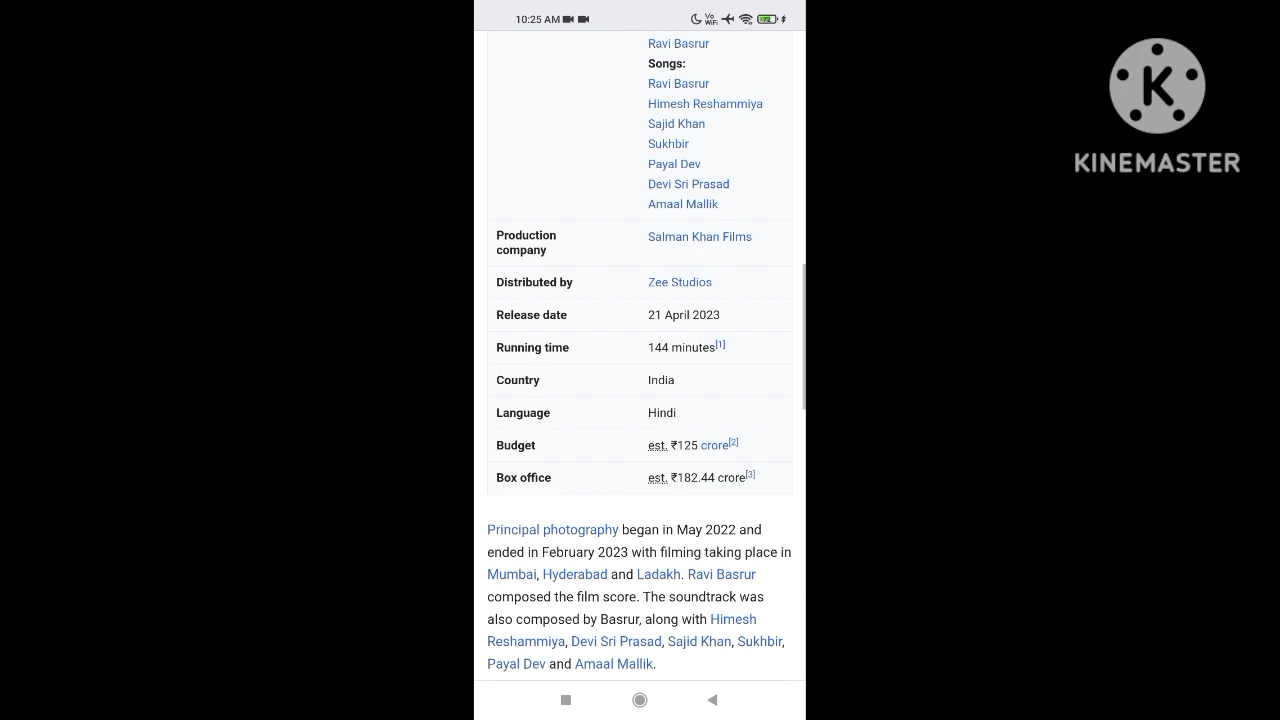 10:25 AM
Vo
WiFi
72
Ravi Basrur
Songs:
Ravi Basrur
Himesh Reshammiya
Sajid Khan
Sukhbir
Payal Dev
Devi Sri Prasad
Amaal Mallik
Production
company
Salman Khan Films
Distributed by Zee Studios
Release date 21 April 2023
Running time 144 minutes[1]
Country India
Language Hindi
Budget est. ₹125 crore[2]
Box office est. ₹182.44 crore[3]
Principal photography began in May 2022 and
ended in February 2023 with filming taking place in
Mumbai, Hyderabad and Ladakh. Ravi Basrur
composed the film score. The soundtrack was
also composed by Basrur, along with Himesh
Reshammiya, Devi Sri Prasad, Sajid Khan, Sukhbir,
Payal Dev and Amaal Mallik.
K
KINEMASTER